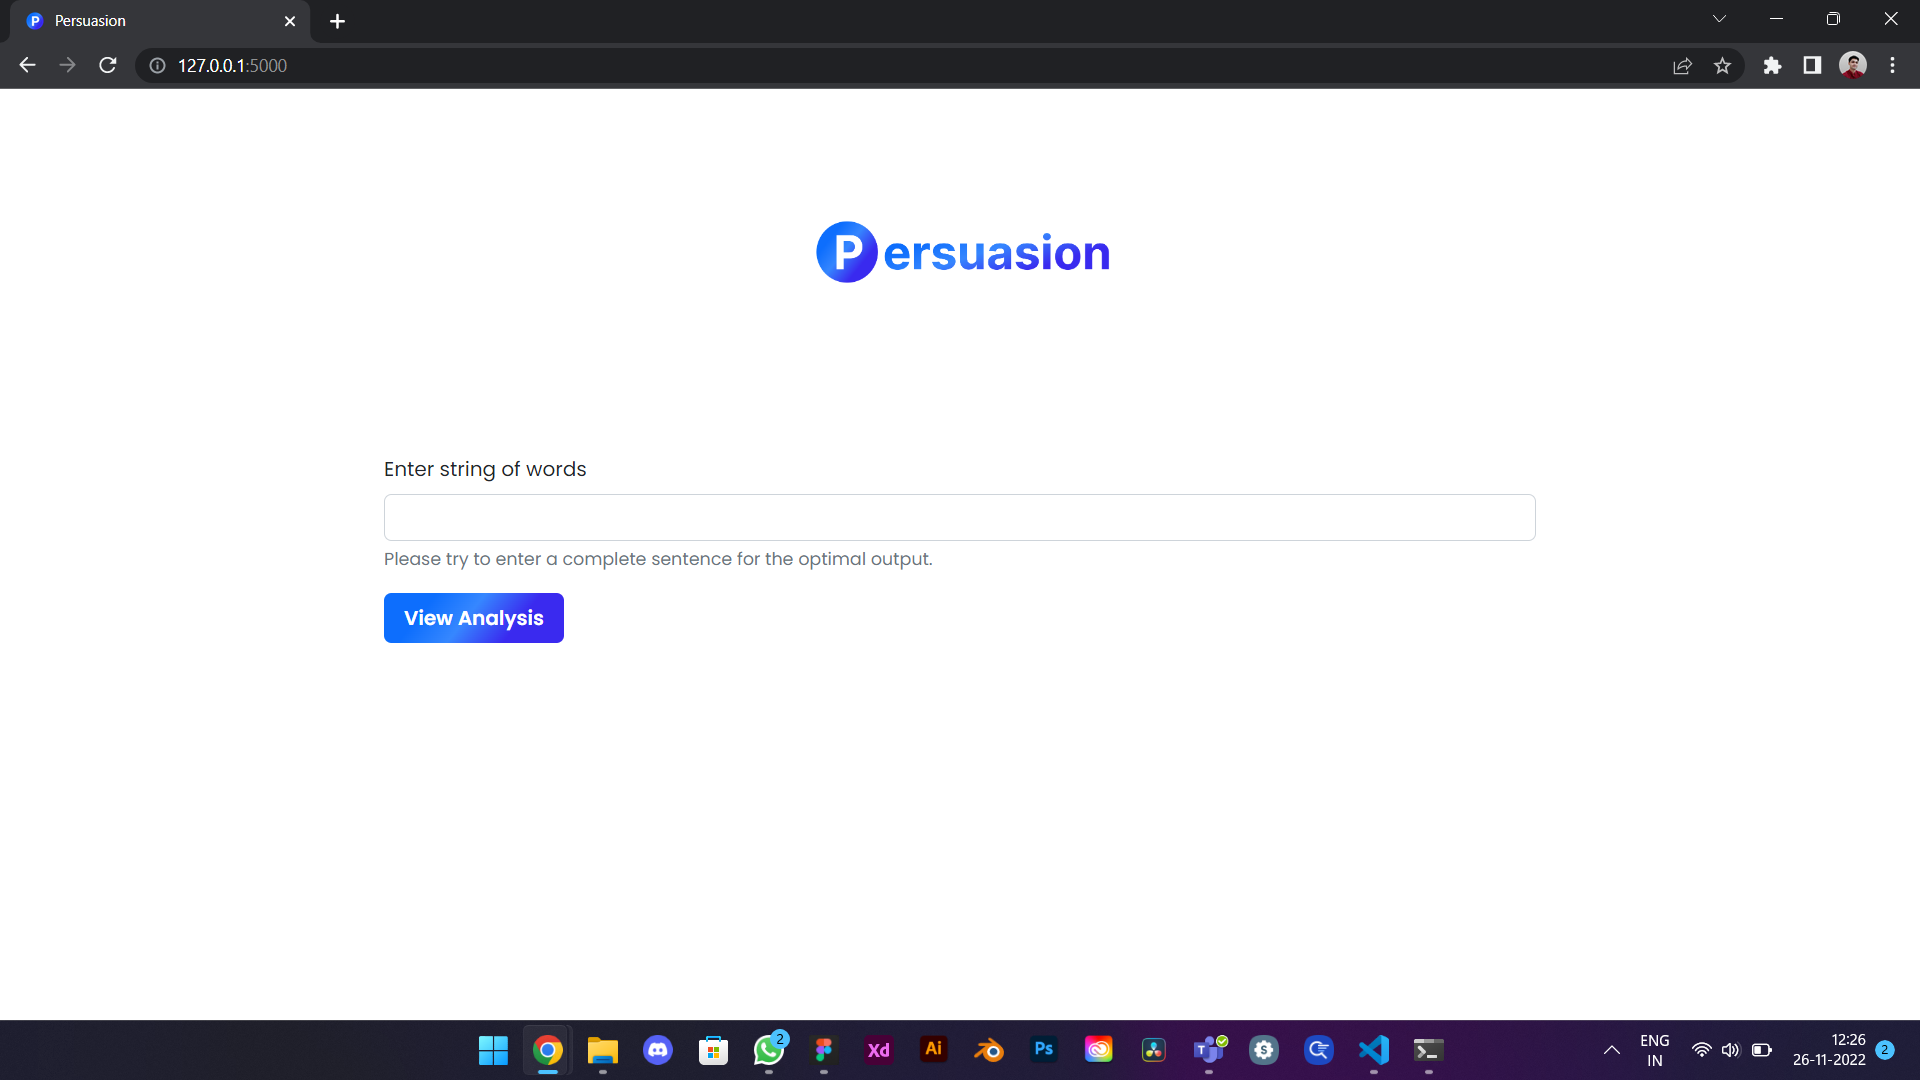 P Persuasion
127.0.0.1:5000
Persuasion
Enter string of words
Please try to enter a complete sentence for the optimal output.
View Analysis
2
Xd
Ai
Ps
T
ENG
IN
12:26
26-11-2022
2